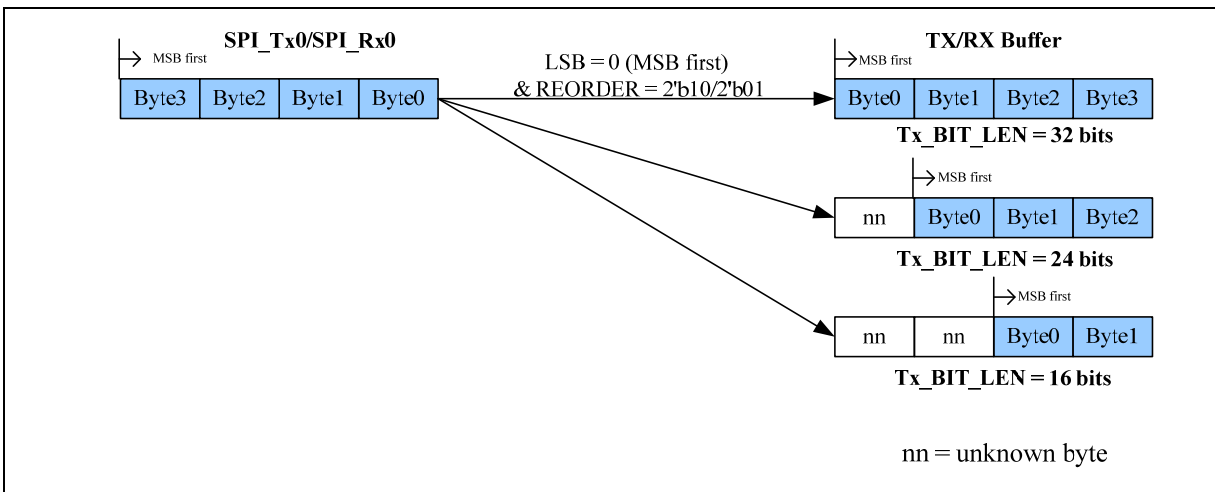 SPI_Tx0/SPI_Rx0
MSB first
Byte3 Byte2 Byte1 Byte0
LSB = 0 (MSB first)
& REORDER = 2'b10/2'b01
TX/RX Buffer
MSB first
Byte0 Byte1 Byte2 Byte3
Tx_BIT_LEN = 32 bits
MSB first
nn Byte0 Byte1 Byte2
Tx_BIT_LEN = 24 bits
MSB first
nn nn Byte0 Byte1
Tx_BIT_LEN = 16 bits
nn = unknown byte